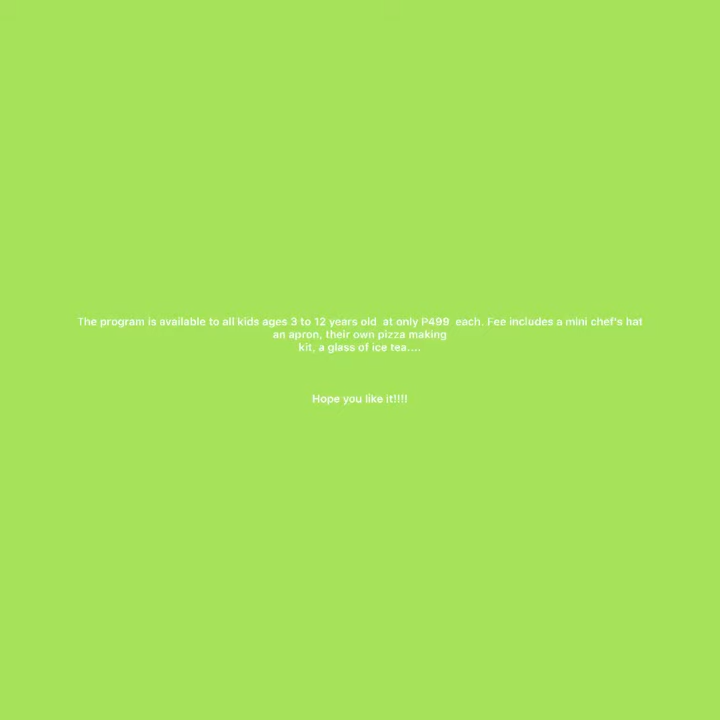 The program is available to all kids ages 3 to 12 years old  at only P499  each. Fee includes a mini chef's hat
an apron, their own pizza making
kit, a glass of ice tea....
Hope you like it!!!!